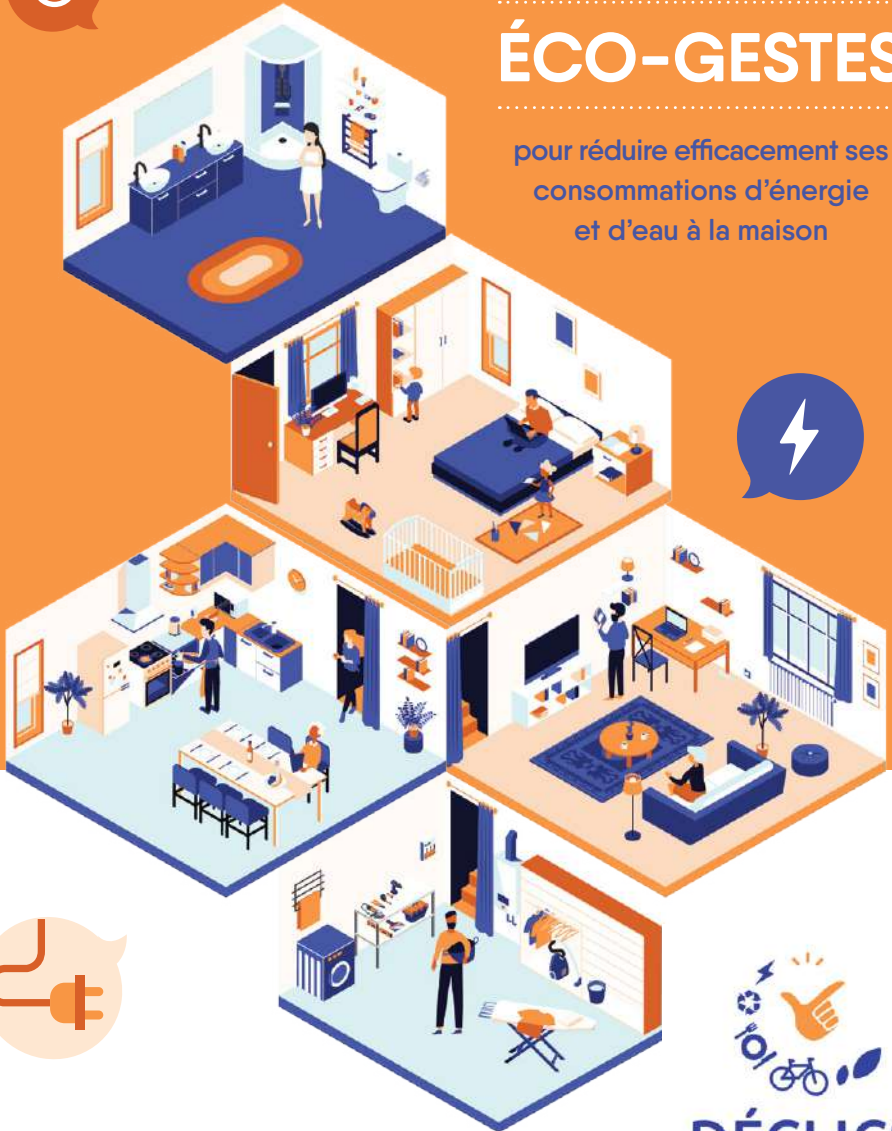 ÉCO-GESTES
pour réduire efficacement ses
consommations d'énergie
et d'eau à la maison